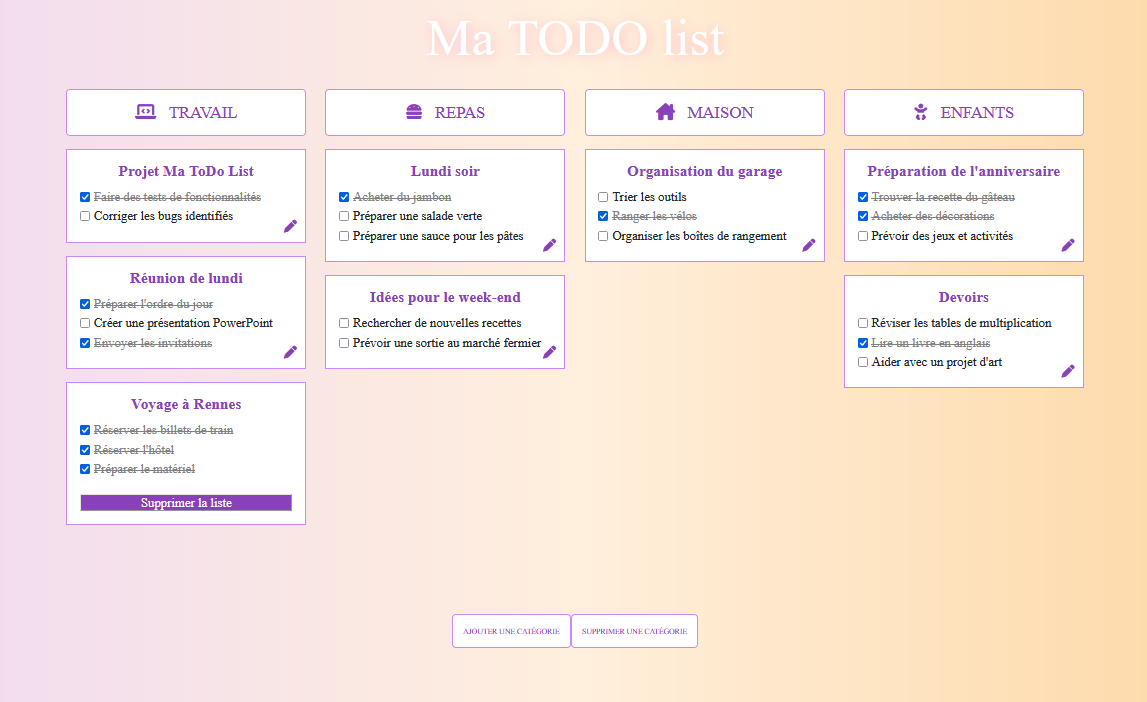 Ma TODO list
TRAVAIL
Projet Ma ToDo List
Faire des tests de fonctionnalités
Corriger les bugs identifiés
Réunion de lundi
Préparer l'ordre du jour
Créer une présentation PowerPoint
Envoyer les invitations
Voyage à Rennes
Réserver les billets de train
Réserver l'hôtel
Préparer le matériel
Supprimer la liste
REPAS
Lundi soir
Acheter du jambon
Préparer une salade verte
Préparer une sauce pour les pâtes
Idées pour le week-end
Rechercher de nouvelles recettes
Prévoir une sortie au marché fermier
MAISON
Organisation du garage
Trier les outils
Ranger les vélos
Organiser les boîtes de rangement
ENFANTS
Préparation de l'anniversaire
Trouver la recette du gâteau
Acheter des décorations
Prévoir des jeux et activités
Devoirs
Réviser les tables de multiplication
Lire un livre en anglais
Aider avec un projet d'art
AJOUTER UNE CATÉGORIE
SUPPRIMER UNE CATÉGORIE